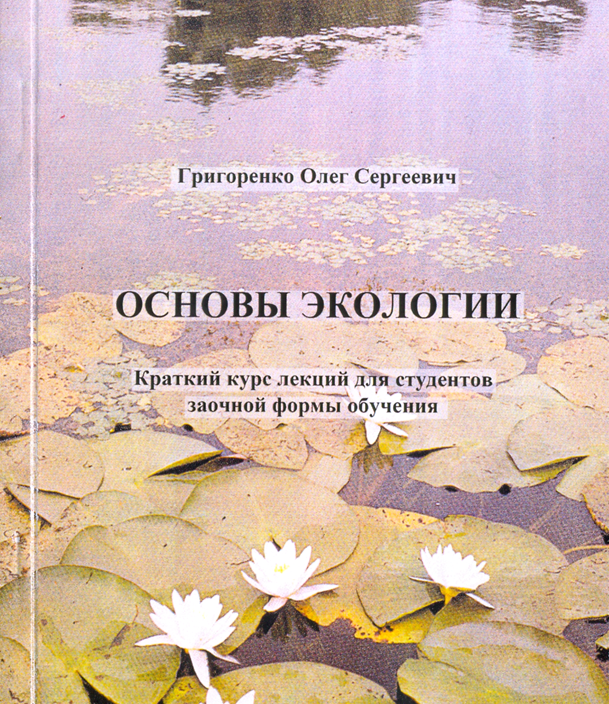 Григоренко Олег Сергеевич
ОСНОВЫ ЭКОЛОГИИ
Краткий курс лекций для студентов
заочной формы обучения